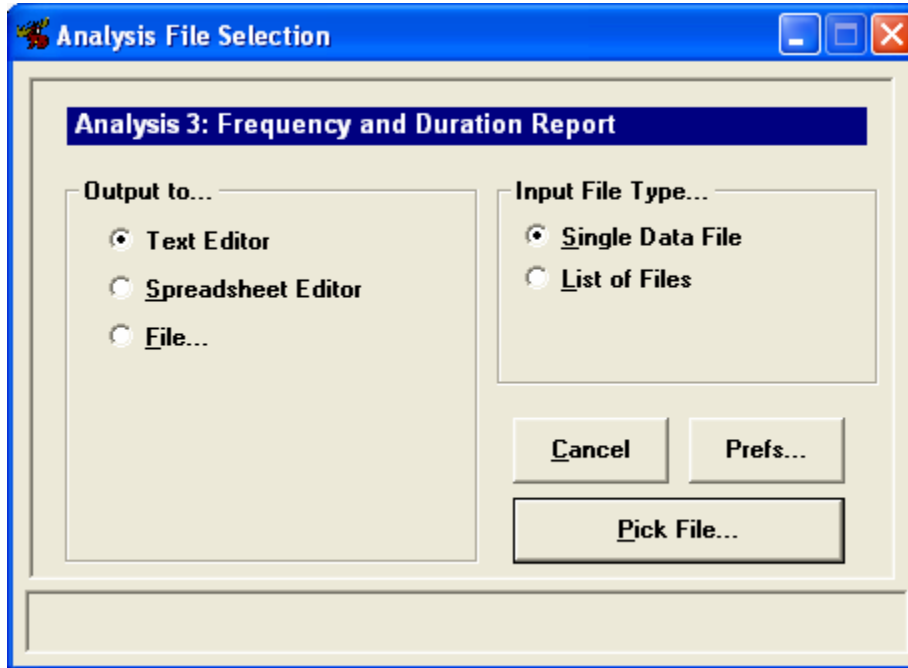 Analysis File Selection
Analysis 3: Frequency and Duration Report
Output to...
Text Editor
Spreadsheet Editor
File...
Input File Type...
Single Data File
List of Files
Cancel
Prefs...
Pick File...